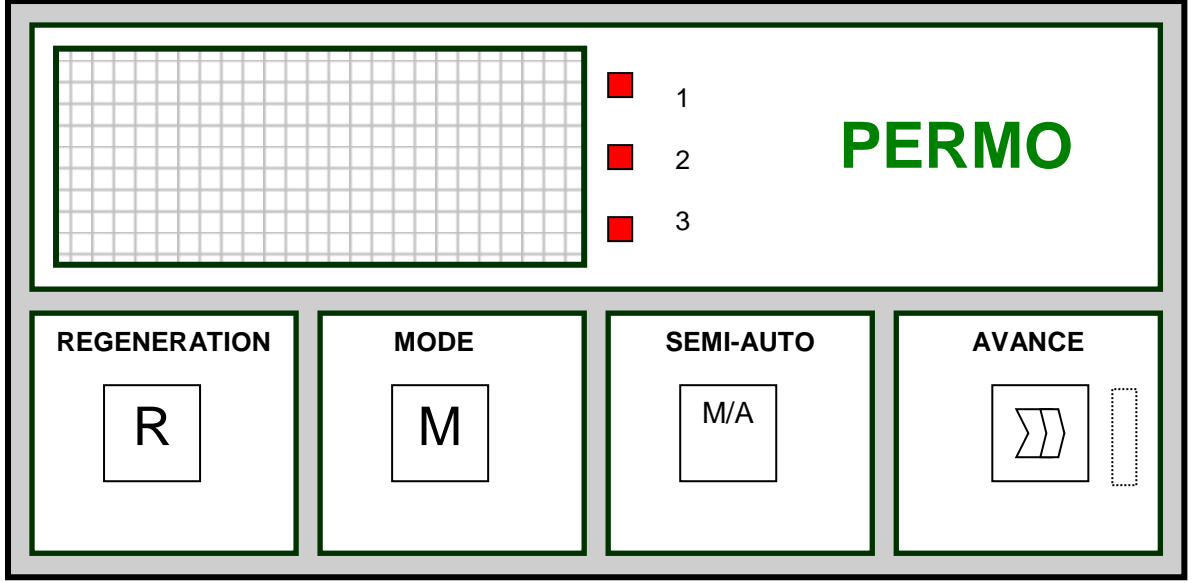 1
PERMO
2
3
REGENERATION
MODE
SEMI-AUTO
AVANCE
R
M
M/A